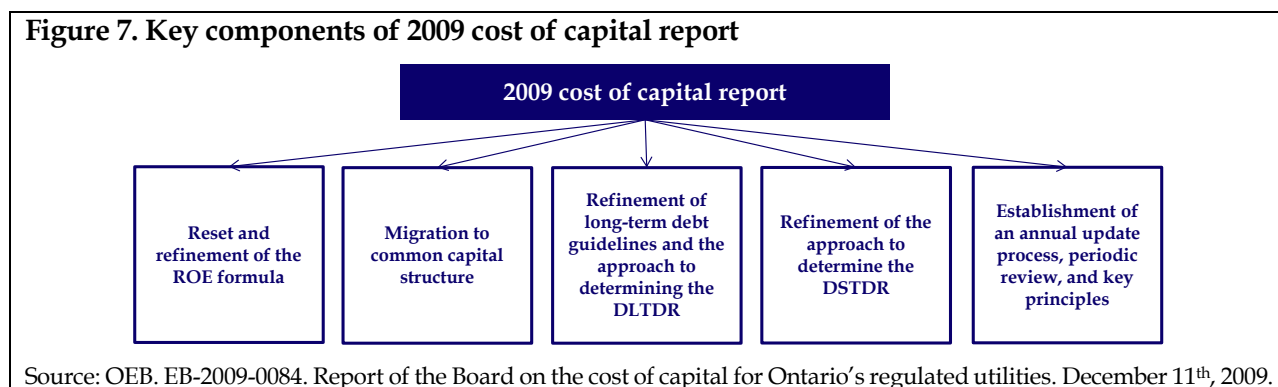 Figure 7. Key components of 2009 cost of capital report
2009 cost of capital report
Reset and
refinement of the
ROE formula
Migration to
common capital
structure
Refinement of
long-term debt
guidelines and the
approach to
determining the
DLTDR
Refinement of the
approach to
determine the
DSTDR
Establishment of
an annual update
process, periodic
review, and key
principles
Source: OEB. EB-2009-0084. Report of the Board on the cost of capital for Ontario's regulated utilities. December 11th, 2009.